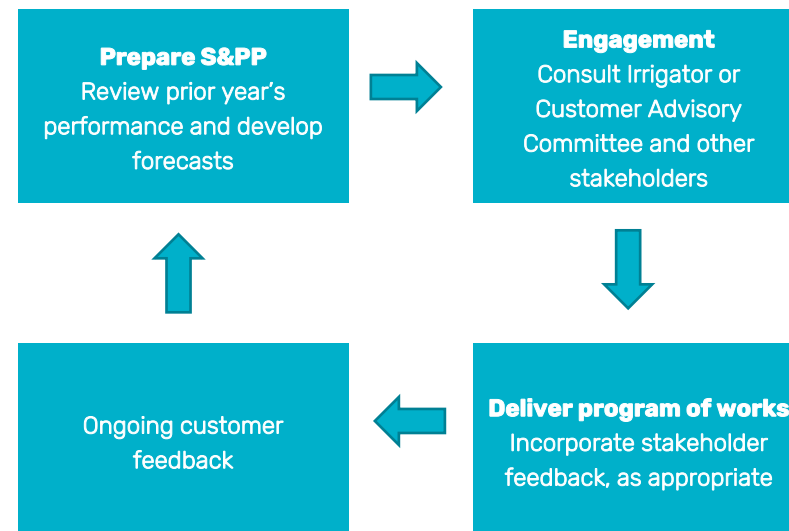 Prepare S&PP
Review prior year’s
performance and develop
forecasts
Engagement
Consult Irrigator or
Customer Advisory
Committee and other
stakeholders
Deliver program of works
Incorporate stakeholder
feedback, as appropriate
Ongoing customer
feedback